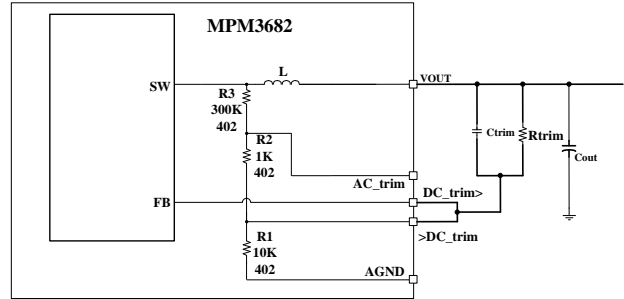 MPM3682
SW
L
VOUT
R3
300K
402
R2
1K
402
Ctrim
Rtrim
Cout
AC_trim
FB
DC_trim>
>DC_trim
R1
10K
402
AGND